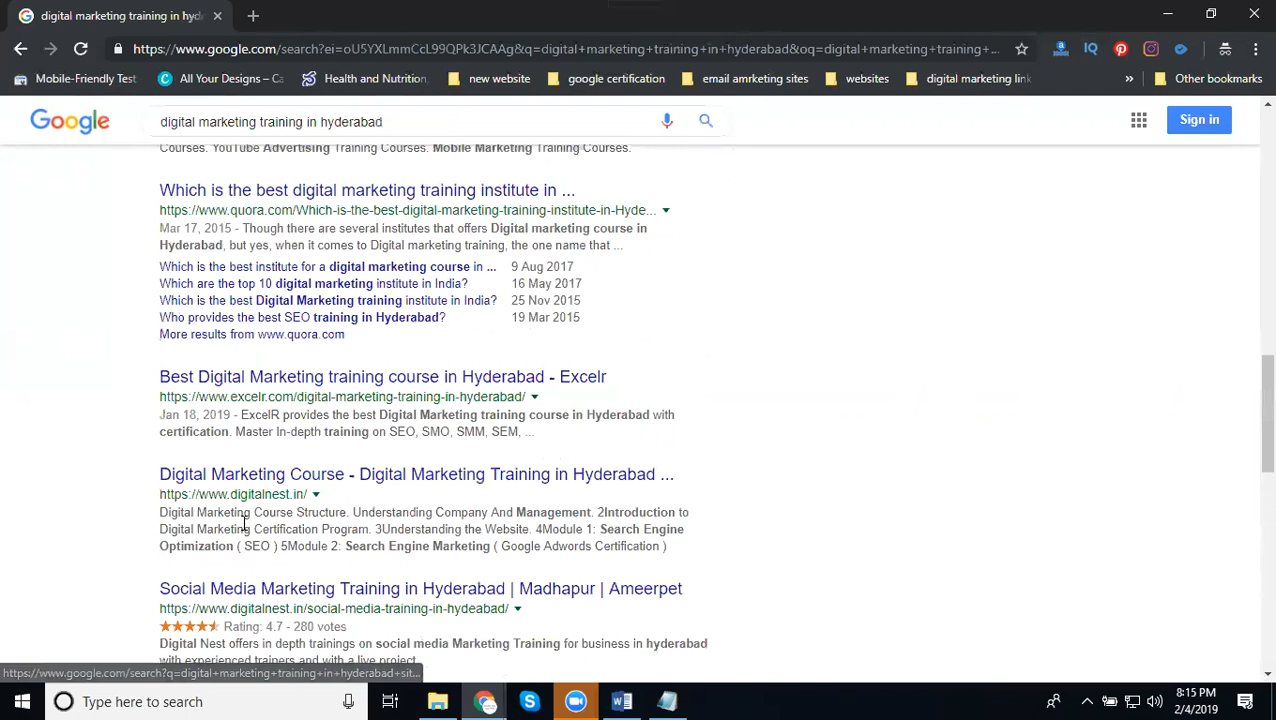 digital marketing training in hyd
https://www.google.com/search?ei=oU5YXLmmCcL99QPk3JCAAg&q=digital+marketing+training+in+hyderabad&oq=digital+marketing+training+...
Mobile-Friendly Test
All Your Designs – Ca
Health and Nutrition
new website
google certification
email amrketing sites
websites
digital marketing link
»
Other bookmarks
Google
digital marketing training in hyderabad
Sign in
Courses. YouTube Advertising Training Courses. Mobile Marketing Training Courses.
Which is the best digital marketing training institute in ...
https://www.quora.com/Which-is-the-best-digital-marketing-training-institute-in-Hyde...
Mar 17, 2015 - Though there are several institutes that offers Digital marketing course in
Hyderabad, but yes, when it comes to Digital marketing training, the one name that ...
Which is the best institute for a digital marketing course in ... 9 Aug 2017
Which are the top 10 digital marketing institute in India? 16 May 2017
Which is the best Digital Marketing training institute in India? 25 Nov 2015
Who provides the best SEO training in Hyderabad? 19 Mar 2015
More results from www.quora.com
Best Digital Marketing training course in Hyderabad - Excelr
https://www.excelr.com/digital-marketing-training-in-hyderabad/
Jan 18, 2019 - ExcelR provides the best Digital Marketing training course in Hyderabad with
certification. Master In-depth training on SEO, SMO, SMM, SEM, ...
Digital Marketing Course - Digital Marketing Training in Hyderabad ...
https://www.digitalnest.in/
Digital Marketing Course Structure. Understanding Company And Management. 2Introduction to
Digital Marketing Certification Program. 3Understanding the Website. 4Module 1: Search Engine
Optimization ( SEO ) 5Module 2: Search Engine Marketing ( Google Adwords Certification )
Social Media Marketing Training in Hyderabad | Madhapur | Ameerpet
https://www.digitalnest.in/social-media-training-in-hydeabad/
Rating: 4.7 - 280 votes
Digital Nest offers in depth trainings on social media Marketing Training for business in hyderabad
with experienced trainers and with a live project
https://www.google.com/search?q=digital+marketing+training+in+hyderabad+sit...
Type here to search
8:15 PM
2/4/2019